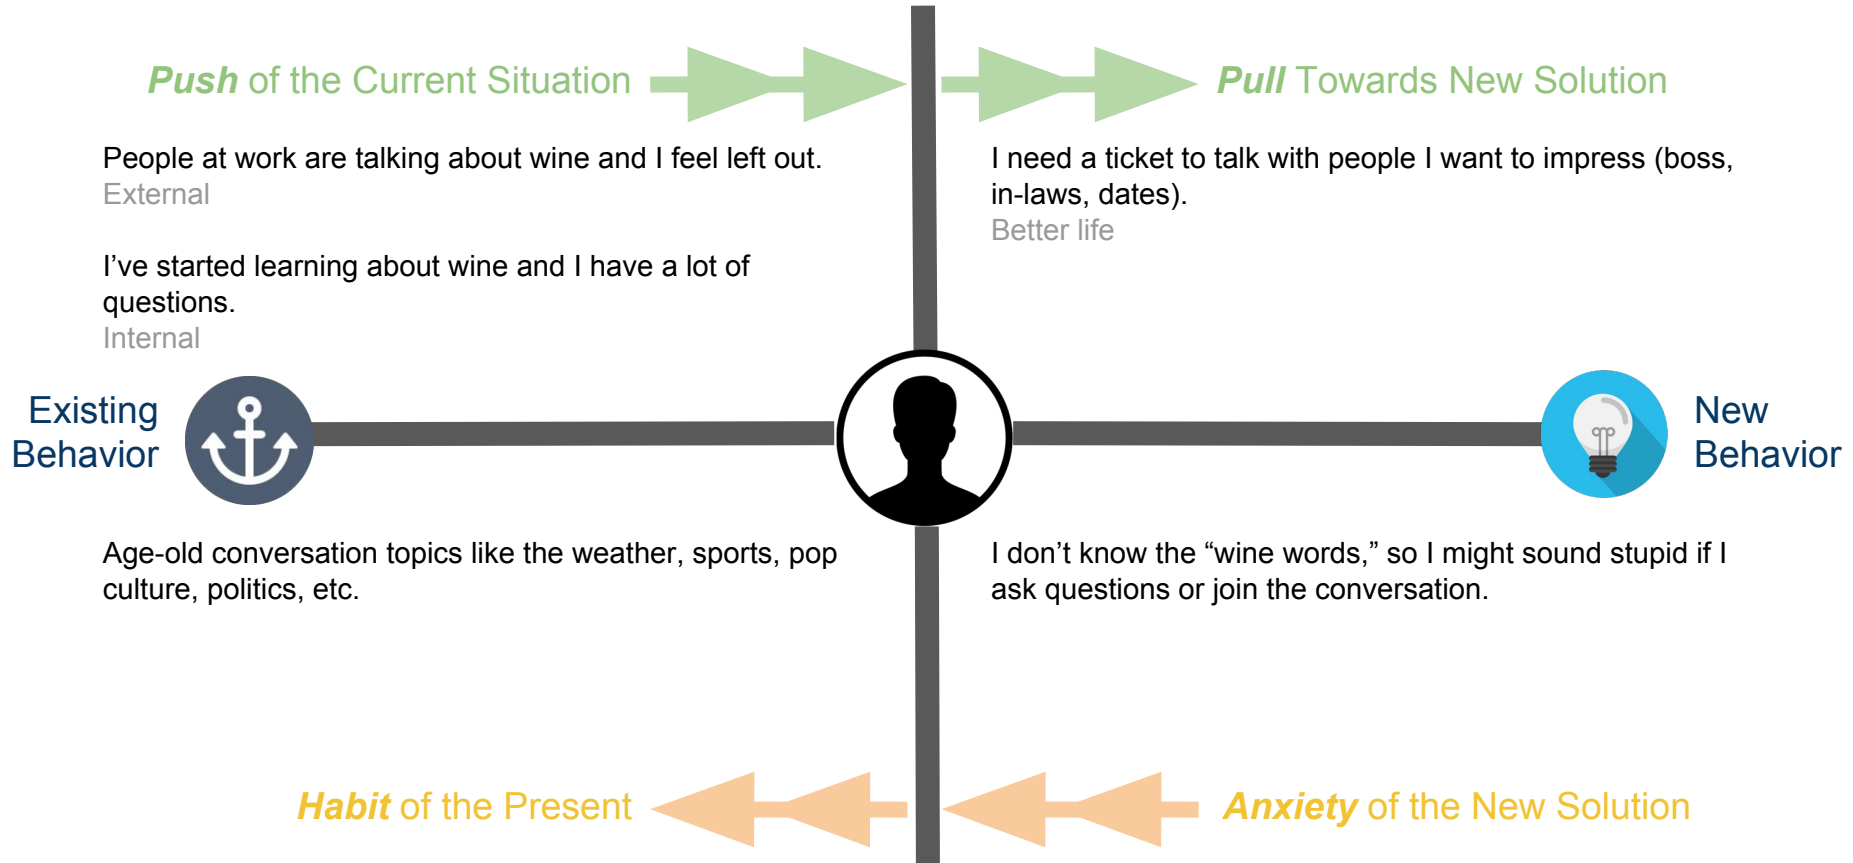 Push of the Current Situation
Pull Towards New Solution
People at work are talking about wine and I feel left out.
External
I’ve started learning about wine and I have a lot of
questions.
Internal
I need a ticket to talk with people I want to impress (boss,
in-laws, dates).
Better life
Existing
Behavior
New
Behavior
Age-old conversation topics like the weather, sports, pop
culture, politics, etc.
I don’t know the “wine words,” so I might sound stupid if I
ask questions or join the conversation.
Habit of the Present
Anxiety of the New Solution